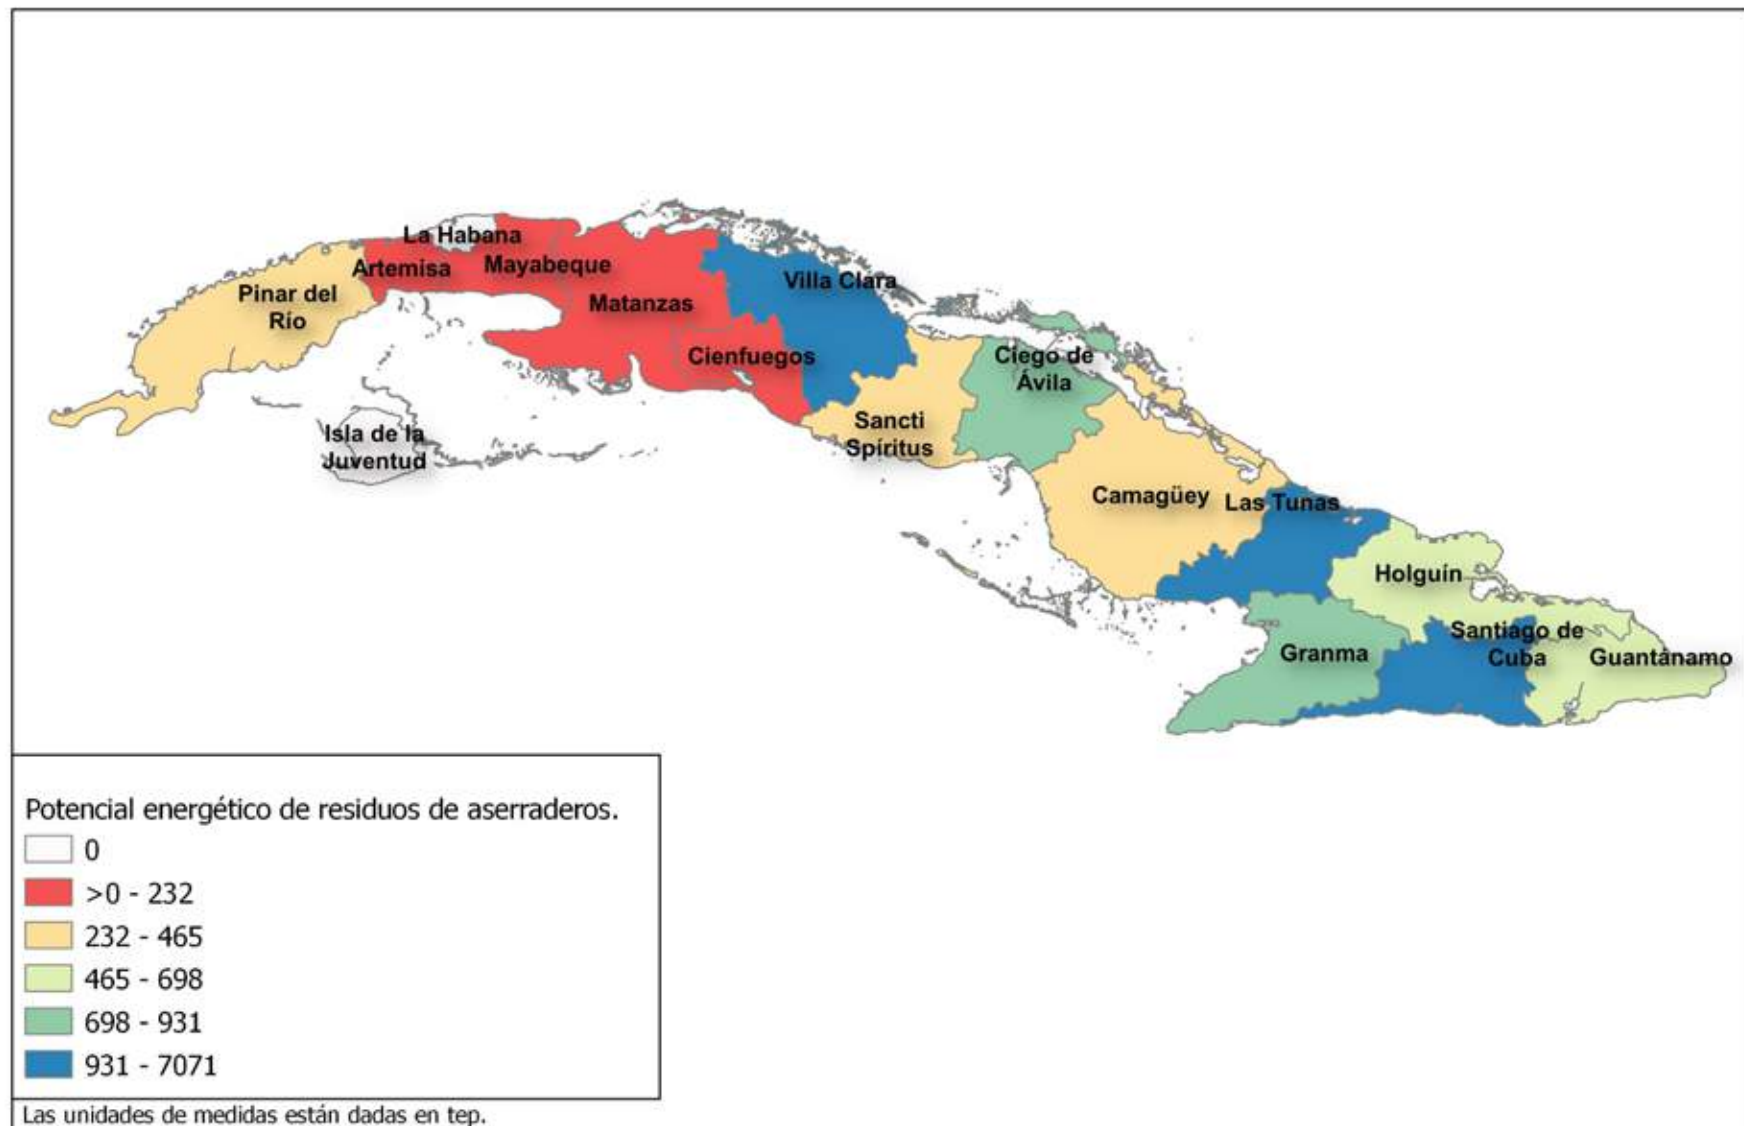 La Habana
Artemisa
Mayabeque
Pinar del
Río
Matanzas
Villa Clara
Cienfuegos
Isla de la
Juventud
Sancti
Spíritus
Ciego de
Ávila
Camagüey
Las Tunas
Holguín
Granma
Santiago de
Cuba
Guantánamo
Potencial energético de residuos de aserraderos.
0
>0 - 232
232 - 465
465 - 698
698 - 931
931 - 7071
Las unidades de medidas están dadas en tep.